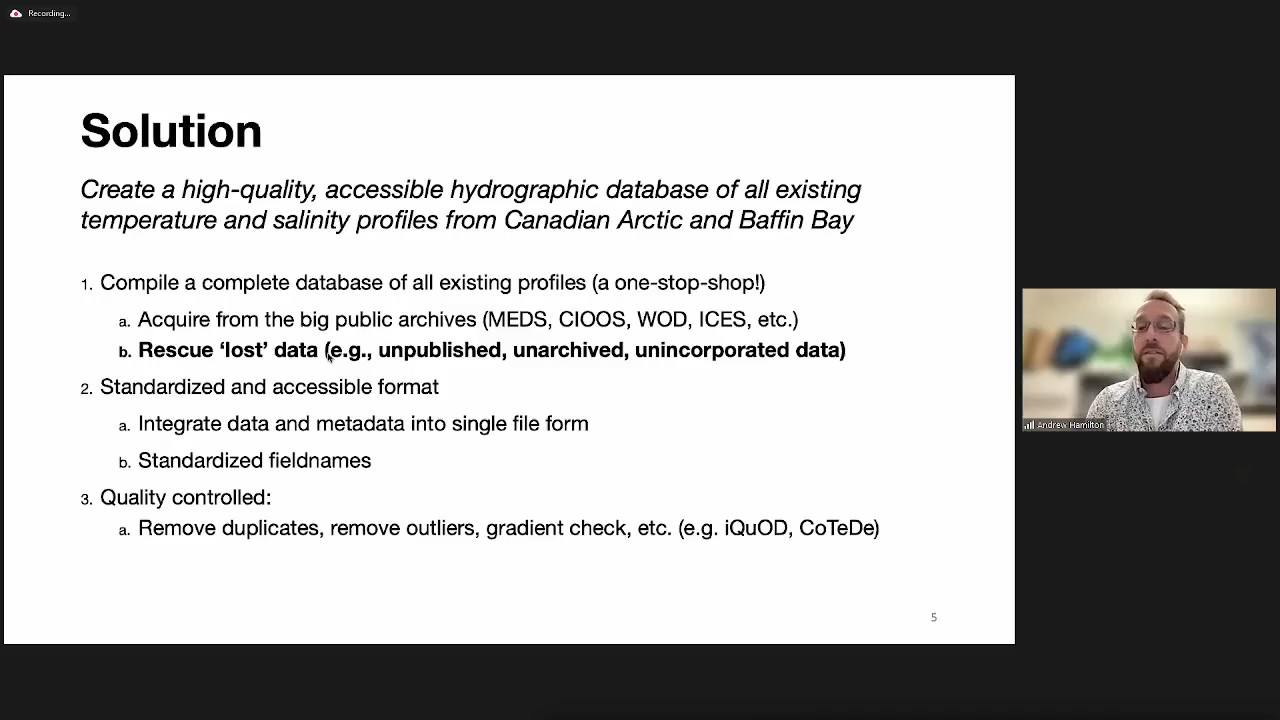 Recording...
Solution
Create a high-quality, accessible hydrographic database of all existing
temperature and salinity profiles from Canadian Arctic and Baffin Bay
1. Compile a complete database of all existing profiles (a one-stop-shop!)
a. Acquire from the big public archives (MEDS, CIOOS, WOD, ICES, etc.)
b. Rescue ‘lost’ data (e.g., unpublished, unarchived, unincorporated data)
2. Standardized and accessible format
a. Integrate data and metadata into single file form
b. Standardized fieldnames
3. Quality controlled:
a. Remove duplicates, remove outliers, gradient check, etc. (e.g. iQuOD, CoTeDe)
5
Andrew Hamilton